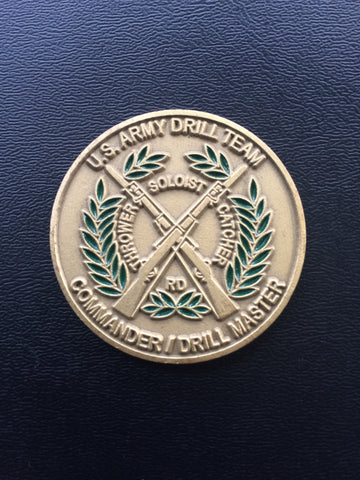 U.S. ARMY DRILL TEAM
SOLOIST
THROWER
CATCHER
RD
COMMANDER / DRILL MASTER